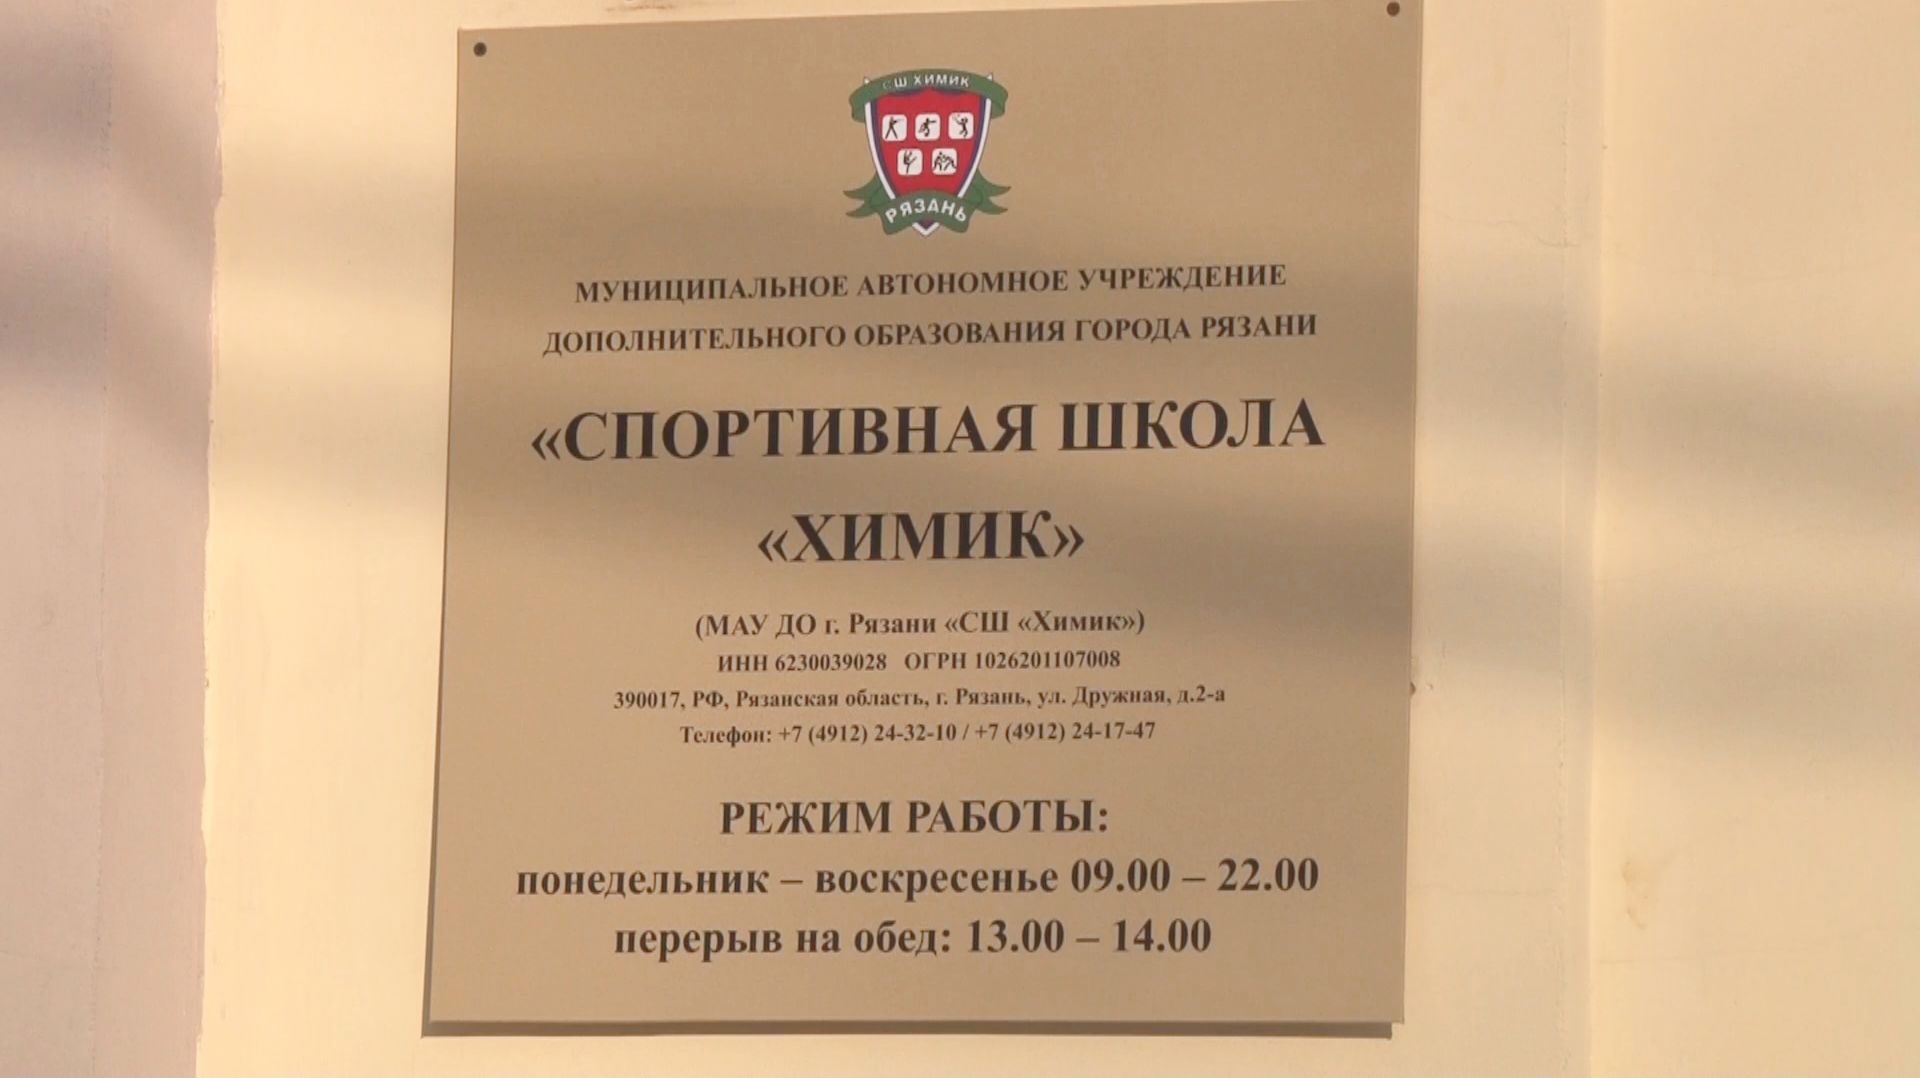 СШ ХИМИК
РЯЗАНЬ
МУНИЦИПАЛЬНОЕ АВТОНОМНОЕ УЧРЕЖДЕНИЕ
ДОПОЛНИТЕЛЬНОГО ОБРАЗОВАНИЯ ГОРОДА РЯЗАНИ
«СПОРТИВНАЯ ШКОЛА
«ХИМИК»
(МАУ ДО г. Рязани «СШ «Химик»)
ИНН 6230039028 ОГРН 1026201107008
390017, РФ, Рязанская область, г. Рязань, ул. Дружная, д.2-а
Телефон: +7 (4912) 24-32-10 / +7 (4912) 24-17-47
РЕЖИМ РАБОТЫ:
понедельник – воскресенье 09.00 – 22.00
перерыв на обед: 13.00 – 14.00